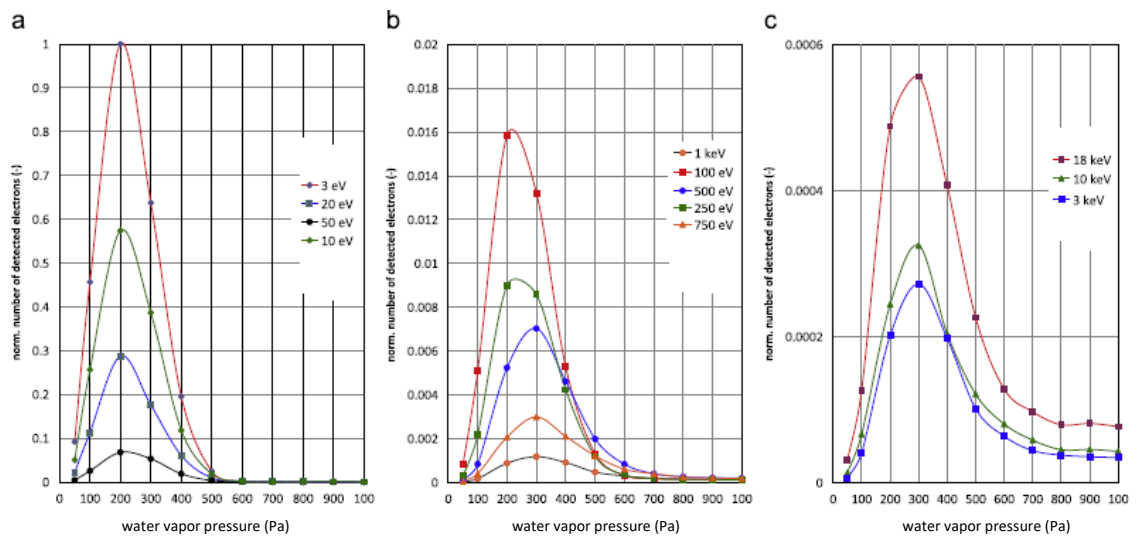 a
norm. number of detected electrons (-)
1
0.9
0.8
0.7
0.6
0.5
0.4
0.3
0.2
0.1
0
0 100 200 300 400 500 600 700 800 900 100
water vapor pressure (Pa)
3 eV
20 eV
50 eV
10 eV
b
norm. number of detected electrons (-)
0.02
0.018
0.016
0.014
0.012
0.01
0.008
0.006
0.004
0.002
0
0 100 200 300 400 500 600 700 800 900 100
water vapor pressure (Pa)
1 keV
100 eV
500 eV
250 eV
750 eV
c
norm. number of detected electrons (-)
0.0006
0.0004
0.0002
0
0 100 200 300 400 500 600 700 800 900 100
water vapor pressure (Pa)
18 keV
10 keV
3 keV